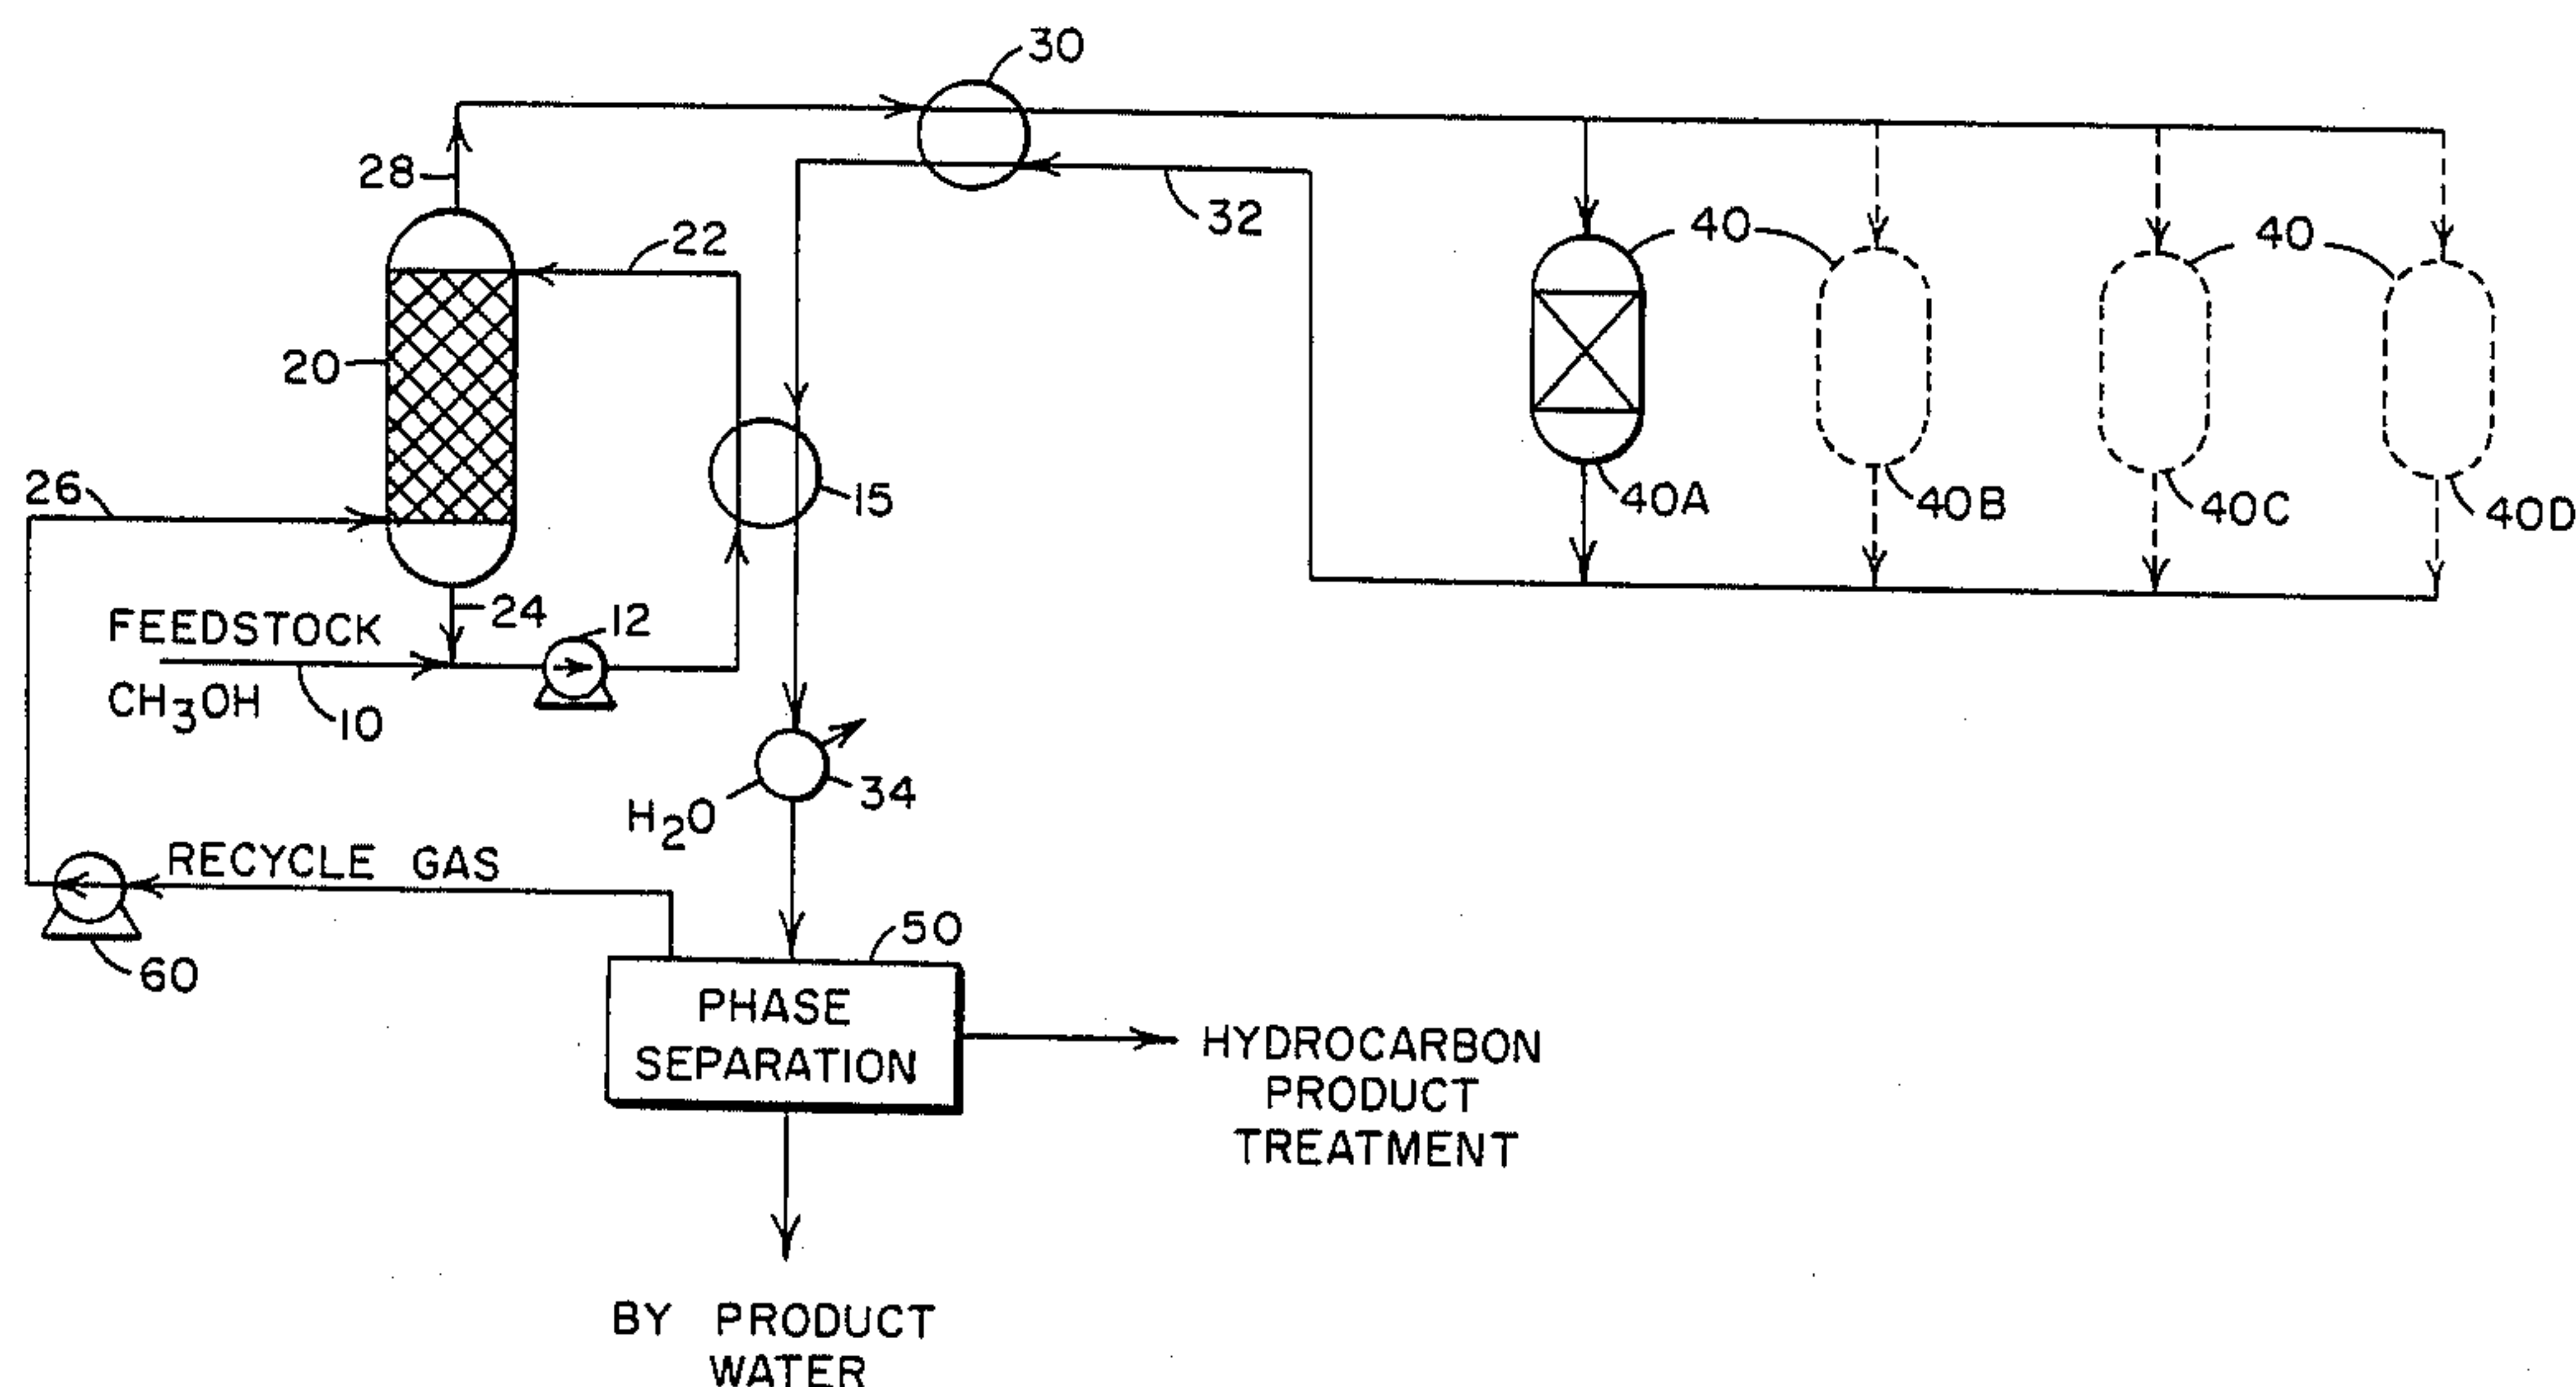 30
28
22
32
40
40
20
26
15
40A
40B
40C
40D
24
12
FEEDSTOCK
CH3OH
10
H2O
34
RECYCLE GAS
60
50
PHASE
SEPARATION
HYDROCARBON
PRODUCT
TREATMENT
BY PRODUCT
WATER